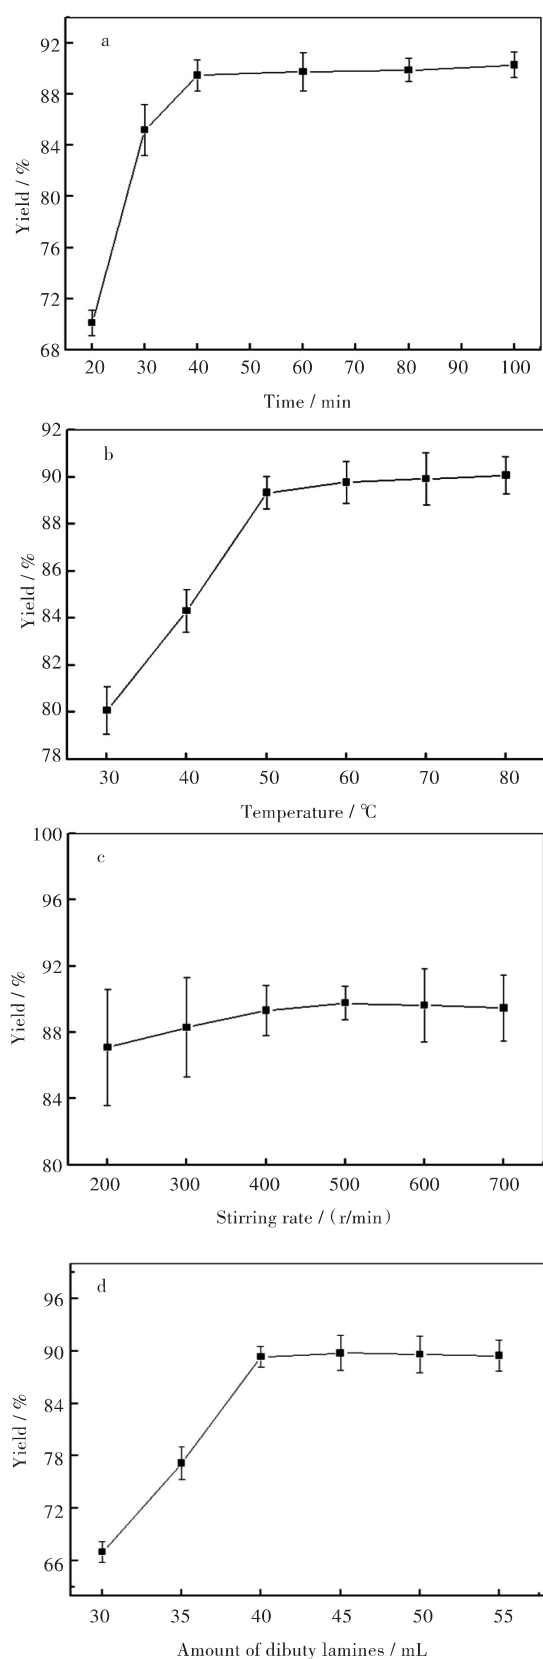 a
92
88
84
80
76
72
68
Yield / %
20 30 40 50 60 70 80 90 100
Time / min
b
92
90
88
86
84
82
80
78
Yield / %
30 40 50 60 70 80
Temperature / ℃
c
100
96
92
88
84
80
Yield / %
200 300 400 500 600 700
Stirring rate / (r/min)
d
96
90
84
78
72
66
Yield / %
30 35 40 45 50 55
Amount of dibuty lamines / mL